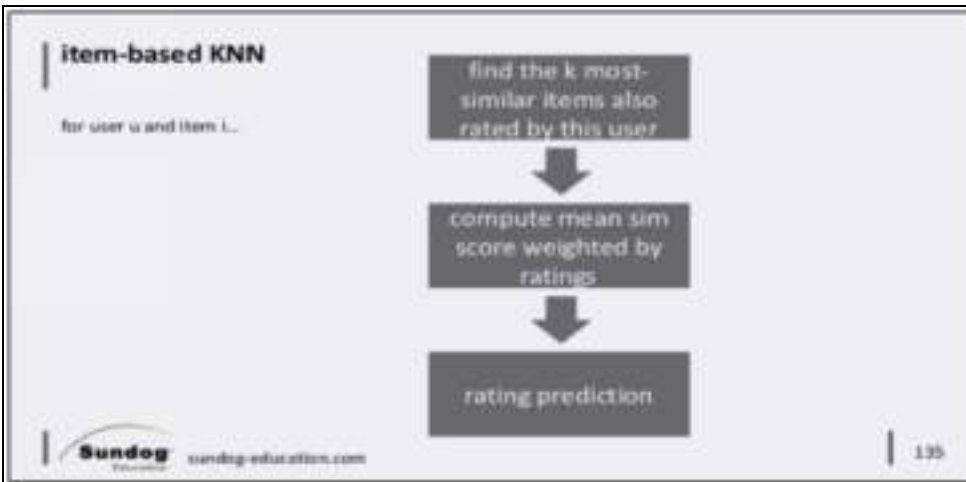 item-based KNN
for user u and item i...
find the k most-
similar items also
rated by this user
compute mean sim
score weighted by
ratings
rating prediction
Sundog
Education
sundog-education.com
135